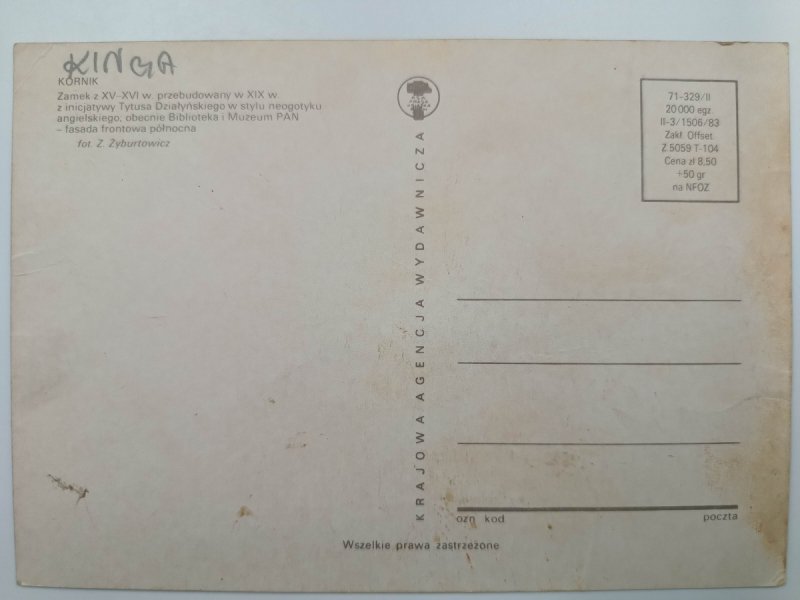 KINGA
KÓRNIK
Zamek z XV–XVI w. przebudowany w XIX w.
z inicjatywy Tytusa Działyńskiego w stylu neogotyku
angielskiego; obecnie Biblioteka i Muzeum PAN
– fasada frontowa północna
fot. Z. Żyburtowicz
KRAJOWA AGENCJA WYDAWNICZA
71-329/II
20 000 egz
II-3/1506/83
Zakł. Offset.
Z.5059 T-104
Cena zł 8,50
+50 gr
na NFOZ
ozn kod
poczta
Wszelkie prawa zastrzeżone